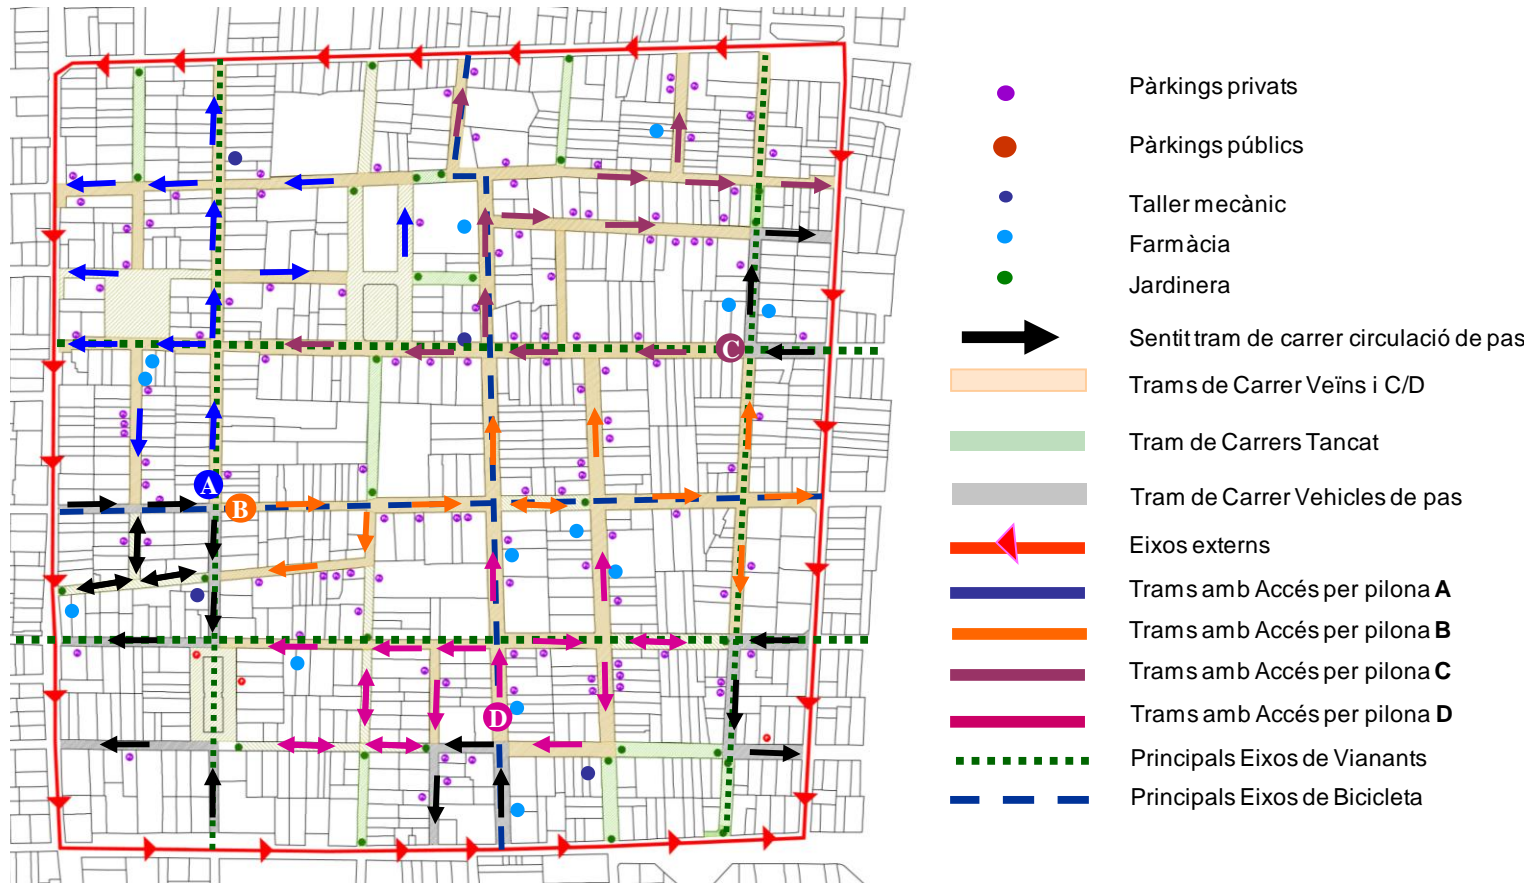 Pàrkings privats
Pàrkings públics
Taller mecànic
Farmàcia
Jardinera
Sentit tram de carrer circulació de pas
Trams de Carrer Veïns i C/D
Tram de Carrers Tancat
Tram de Carrer Vehicles de pas
Eixos externs
Trams amb Accés per pilona A
Trams amb Accés per pilona B
Trams amb Accés per pilona C
Trams amb Accés per pilona D
Principals Eixos de Vianants
Principals Eixos de Bicicleta
C
A
B
D